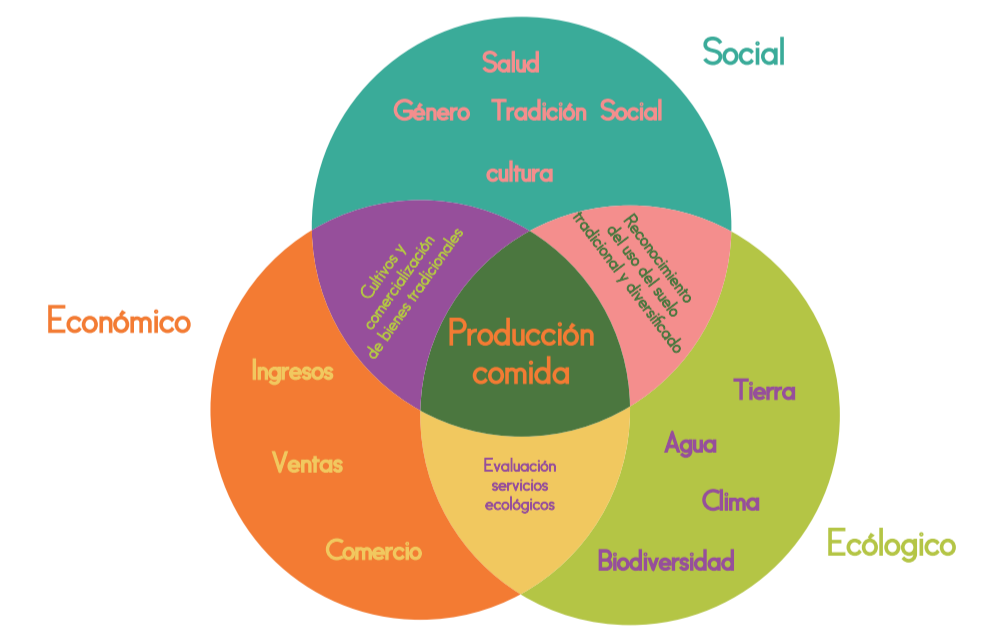 Social
Salud
Género Tradición Social
cultura
Cultivos y
comercialización
de bienes tradicionales
Reconocimiento
del uso del suelo
tradicional y diversificado
Económico
Producción
comida
Ingresos
Ventas
Comercio
Evaluación
servicios
ecológicos
Tierra
Agua
Clima
Biodiversidad
Ecólogico